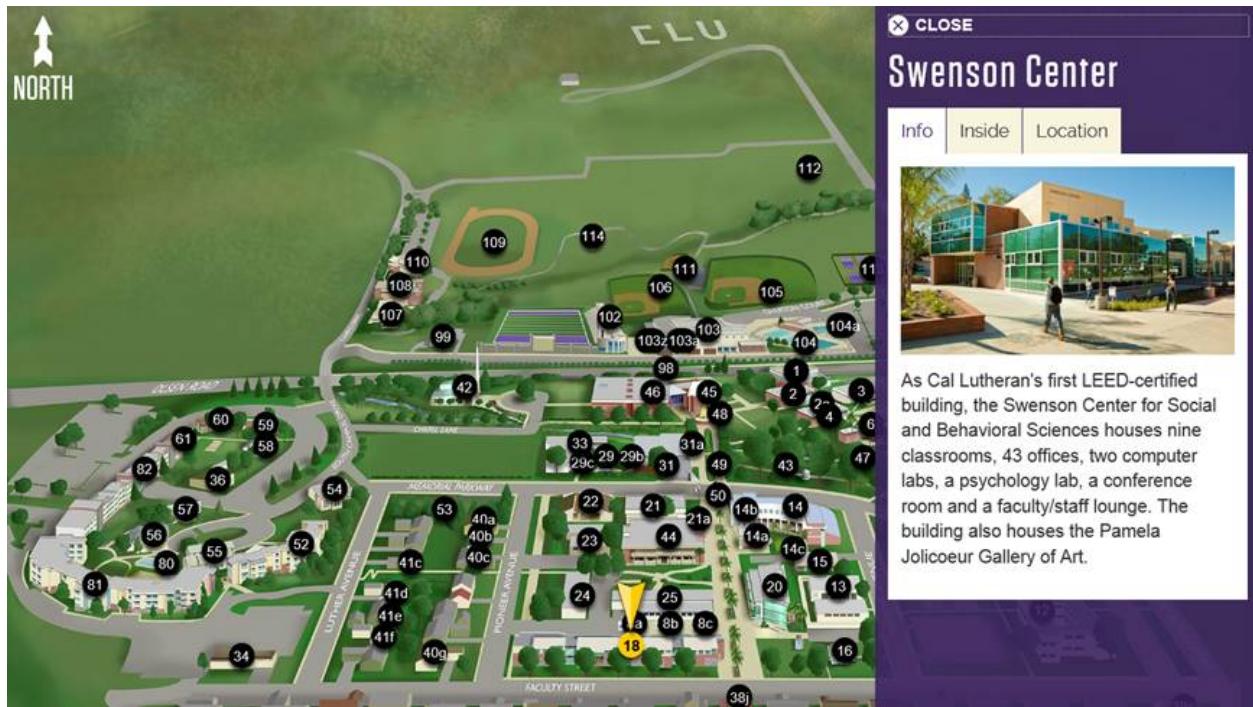 CLU
NORTH
112
109
114
110
111
108
106
105
107
102
103
104a
99
103z
103a
104
98
1
42
46
45
2
3
OLSEN ROAD
48
4
60
59
33
31a
CHAPEL LANE
61
58
29
29b
29c
31
49
43
47
82
36
MEMORIAL PARKWAY
54
22
21
50
14b
14
57
53
40a
21a
56
40b
23
44
14a
52
55
80
41c
40c
14c
15
81
41d
24
25
20
13
LUTHER AVENUE
PIONEER AVENUE
41e
8b
8c
41f
18
34
40g
16
FACULTY STREET
38j
CLOSE
Swenson Center
Info Inside Location
As Cal Lutheran's first LEED-certified
building, the Swenson Center for Social
and Behavioral Sciences houses nine
classrooms, 43 offices, two computer
labs, a psychology lab, a conference
room and a faculty/staff lounge. The
building also houses the Pamela
Jolicoeur Gallery of Art.
12